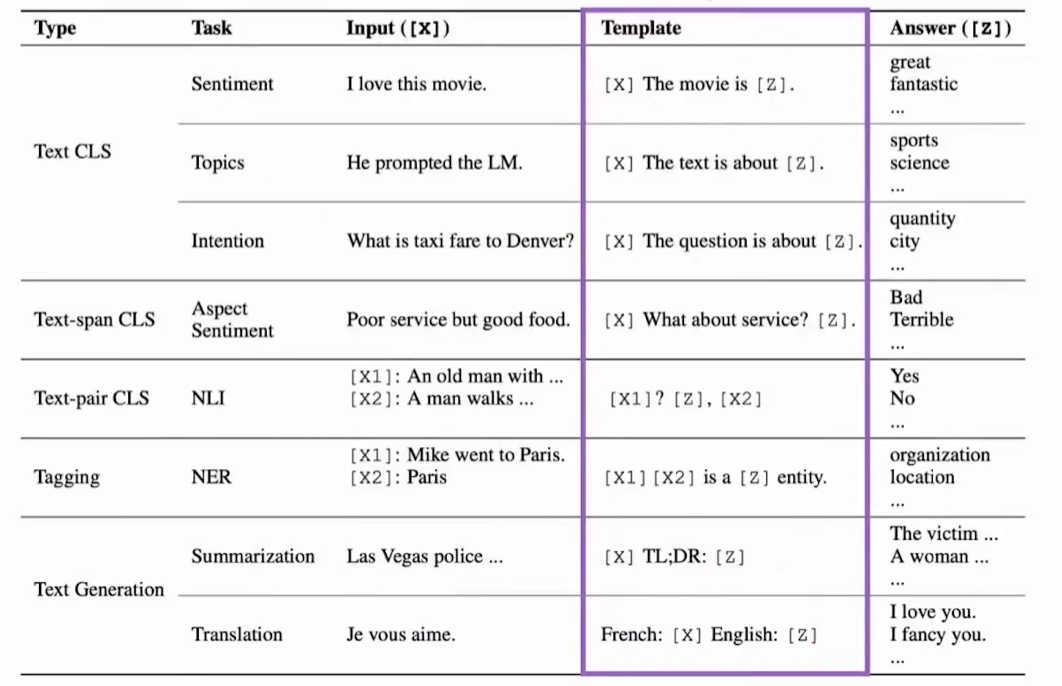 Type Task Input ([X]) Template Answer ([Z])
Text CLS
Sentiment I love this movie. [X] The movie is [Z]. great
fantastic
...
Topics He prompted the LM. [X] The text is about [Z]. sports
science
...
Intention What is taxi fare to Denver? [X] The question is about [Z]. quantity
city
...
Text-span CLS Aspect
Sentiment Poor service but good food. [X] What about service? [Z]. Bad
Terrible
...
Text-pair CLS NLI [X1]: An old man with ...
[X2]: A man walks ... [X1]? [Z], [X2] Yes
No
...
Tagging NER [X1]: Mike went to Paris.
[X2]: Paris [X1] [X2] is a [Z] entity. organization
location
...
Text Generation
Summarization Las Vegas police ... [X] TL;DR: [Z] The victim ...
A woman ...
...
Translation Je vous aime. French: [X] English: [Z] I love you.
I fancy you.
...